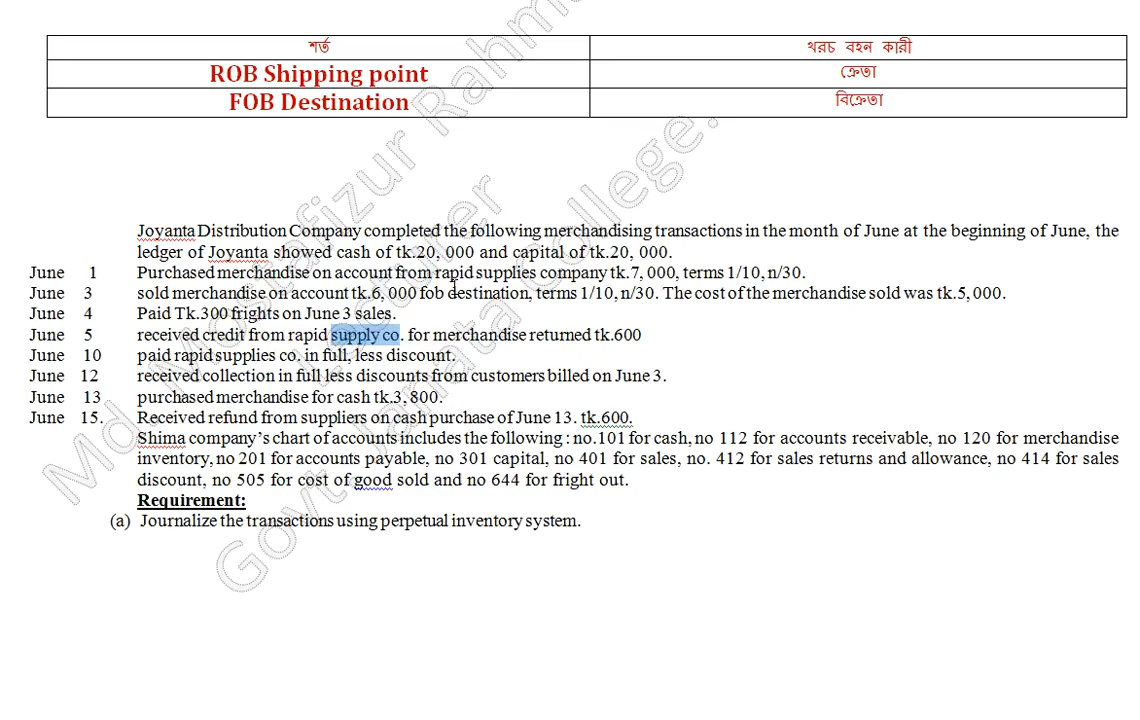 শর্ত খরচ বহন কারী
ROB Shipping point ক্রেতা
FOB Destination বিক্রেতা
Joyanta Distribution Company completed the following merchandising transactions in the month of June at the beginning of June, the
ledger of Joyanta showed cash of tk.20, 000 and capital of tk.20, 000.
June 1 Purchased merchandise on account from rapid supplies company tk.7, 000, terms 1/10, n/30.
June 3 sold merchandise on account tk.6, 000 fob destination, terms 1/10, n/30. The cost of the merchandise sold was tk.5, 000.
June 4 Paid Tk.300 frights on June 3 sales.
June 5 received credit from rapid supply co. for merchandise returned tk.600
June 10 paid rapid supplies co. in full, less discount.
June 12 received collection in full less discounts from customers billed on June 3.
June 13 purchased merchandise for cash tk.3, 800.
June 15. Received refund from suppliers on cash purchase of June 13. tk.600.
Shima company's chart of accounts includes the following : no.101 for cash, no 112 for accounts receivable, no 120 for merchandise
inventory, no 201 for accounts payable, no 301 capital, no 401 for sales, no. 412 for sales returns and allowance, no 414 for sales
discount, no 505 for cost of good sold and no 644 for fright out.
Requirement:
(a) Journalize the transactions using perpetual inventory system.
Md. Mostafizur Rahm
Lecturer
Govt Janata College.